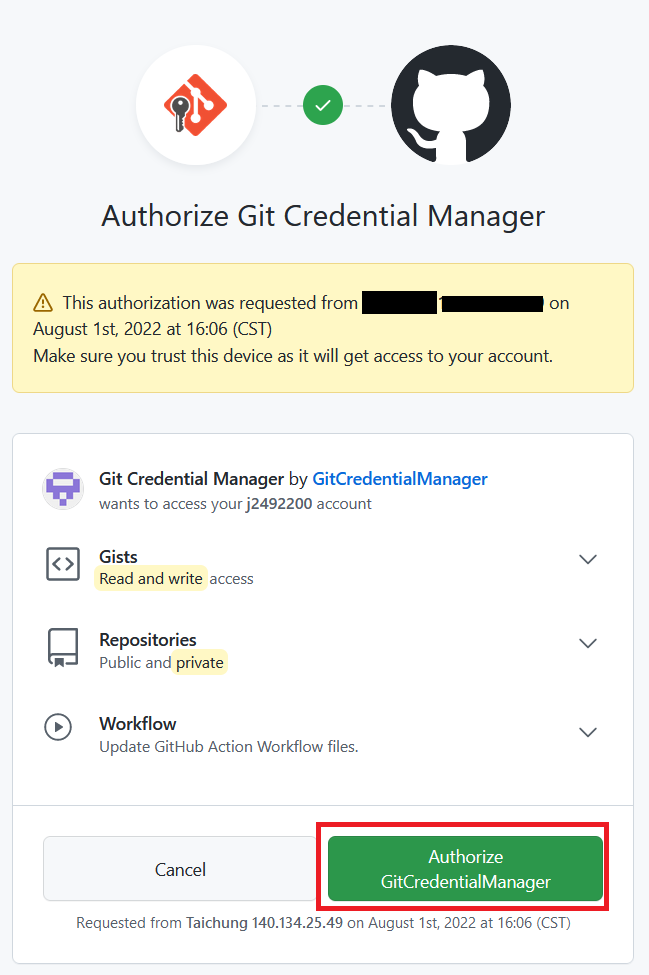 Authorize Git Credential Manager
This authorization was requested from on
August 1st, 2022 at 16:06 (CST)
Make sure you trust this device as it will get access to your account.
Git Credential Manager by GitCredentialManager
wants to access your j2492200 account
Gists
Read and write access
Repositories
Public and private
Workflow
Update GitHub Action Workflow files.
Cancel
Authorize
GitCredentialManager
Requested from Taichung 140.134.25.49 on August 1st, 2022 at 16:06 (CST)